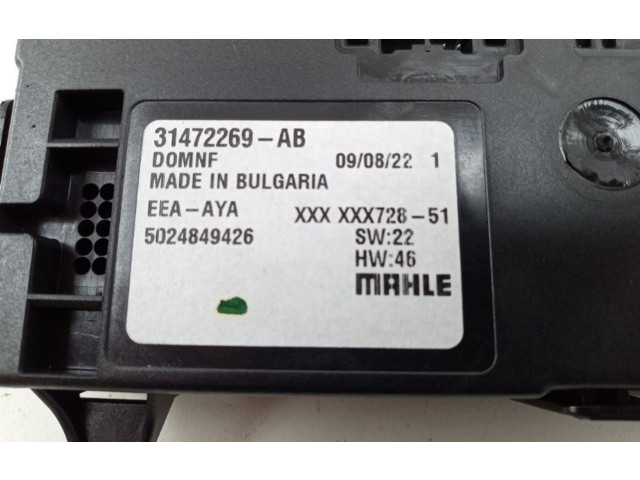 31472269-AB
DOMNF 09/08/22 1
MADE IN BULGARIA
EEA-AYA XXX XXX728-51
5024849426 SW:22
HW:46
MAHLE